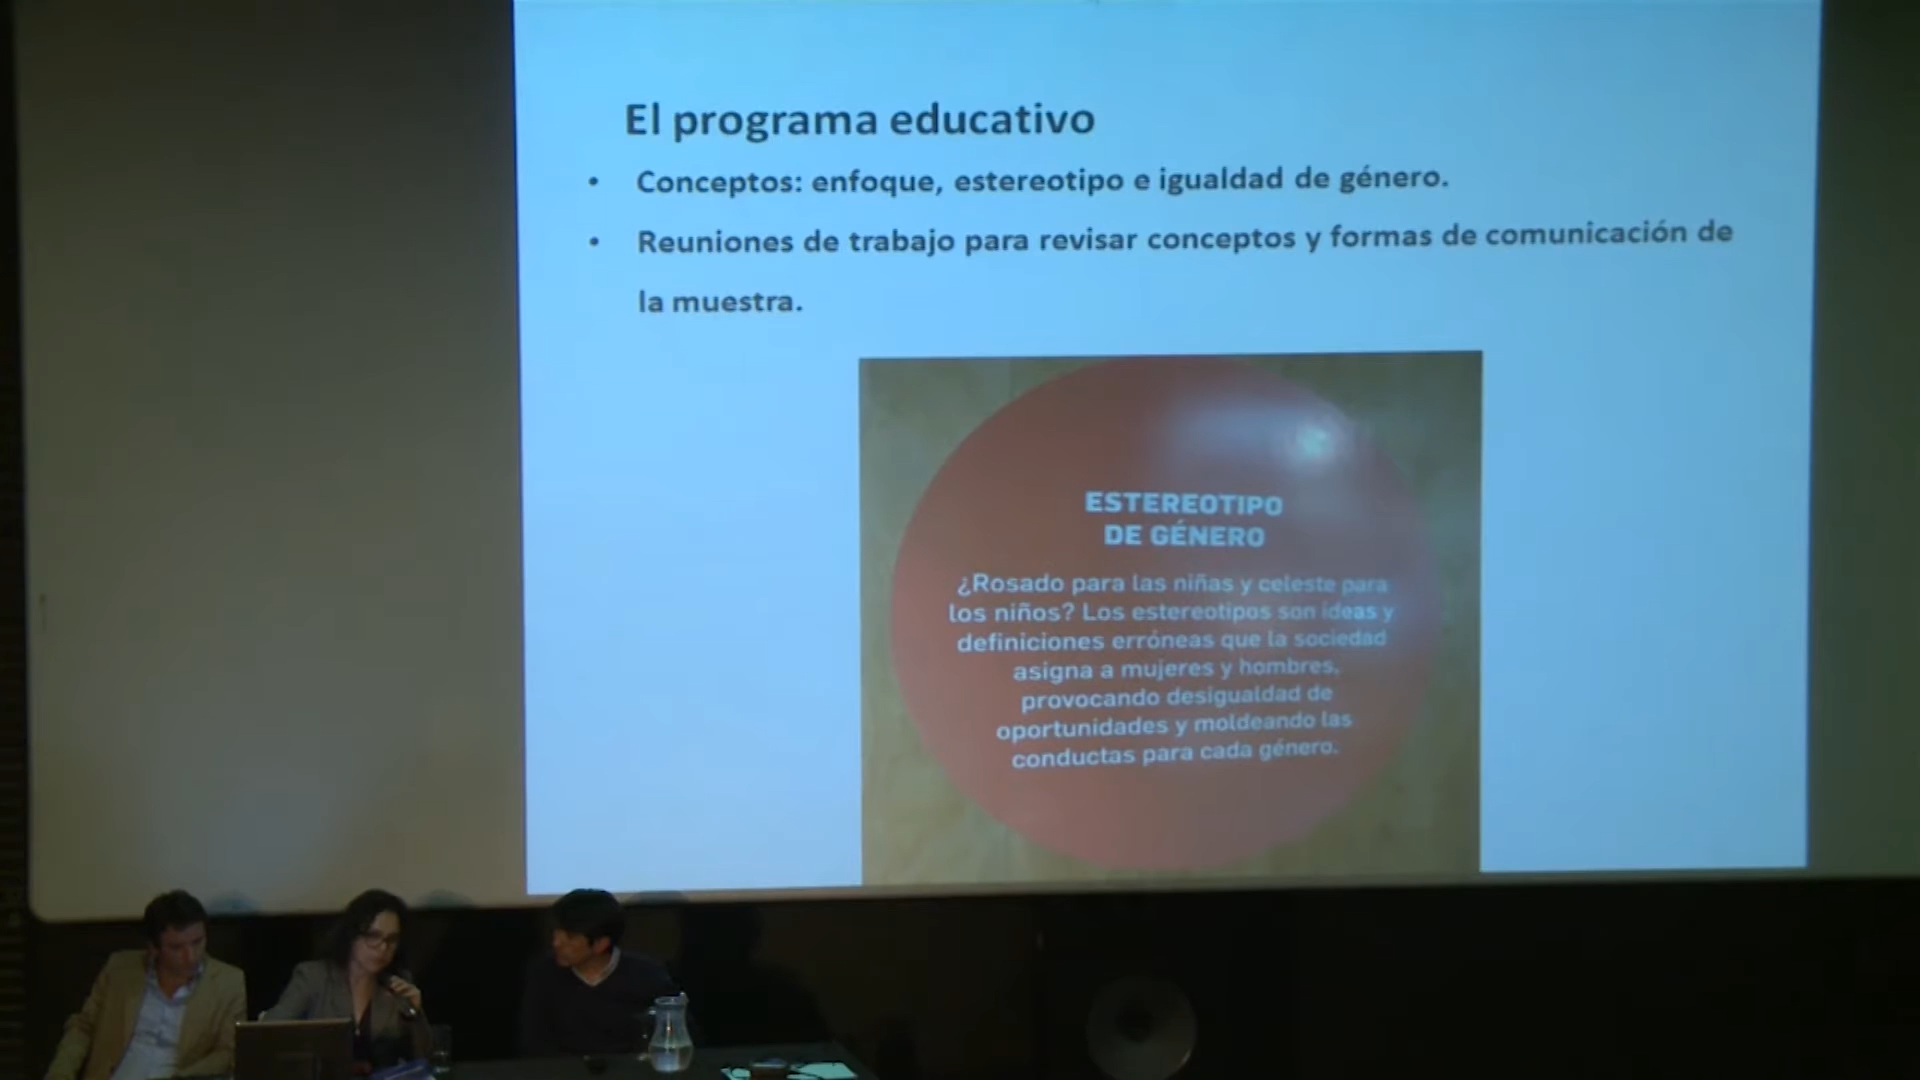 El programa educativo
• Conceptos: enfoque, estereotipo e igualdad de género.
• Reuniones de trabajo para revisar conceptos y formas de comunicación de
la muestra.
ESTEREOTIPO
DE GÉNERO
¿Rosado para las niñas y celeste para
los niños? Los estereotipos son ideas y
definiciones erróneas que la sociedad
asigna a mujeres y hombres,
provocando desigualdad de
oportunidades y moldeando las
conductas para cada género.